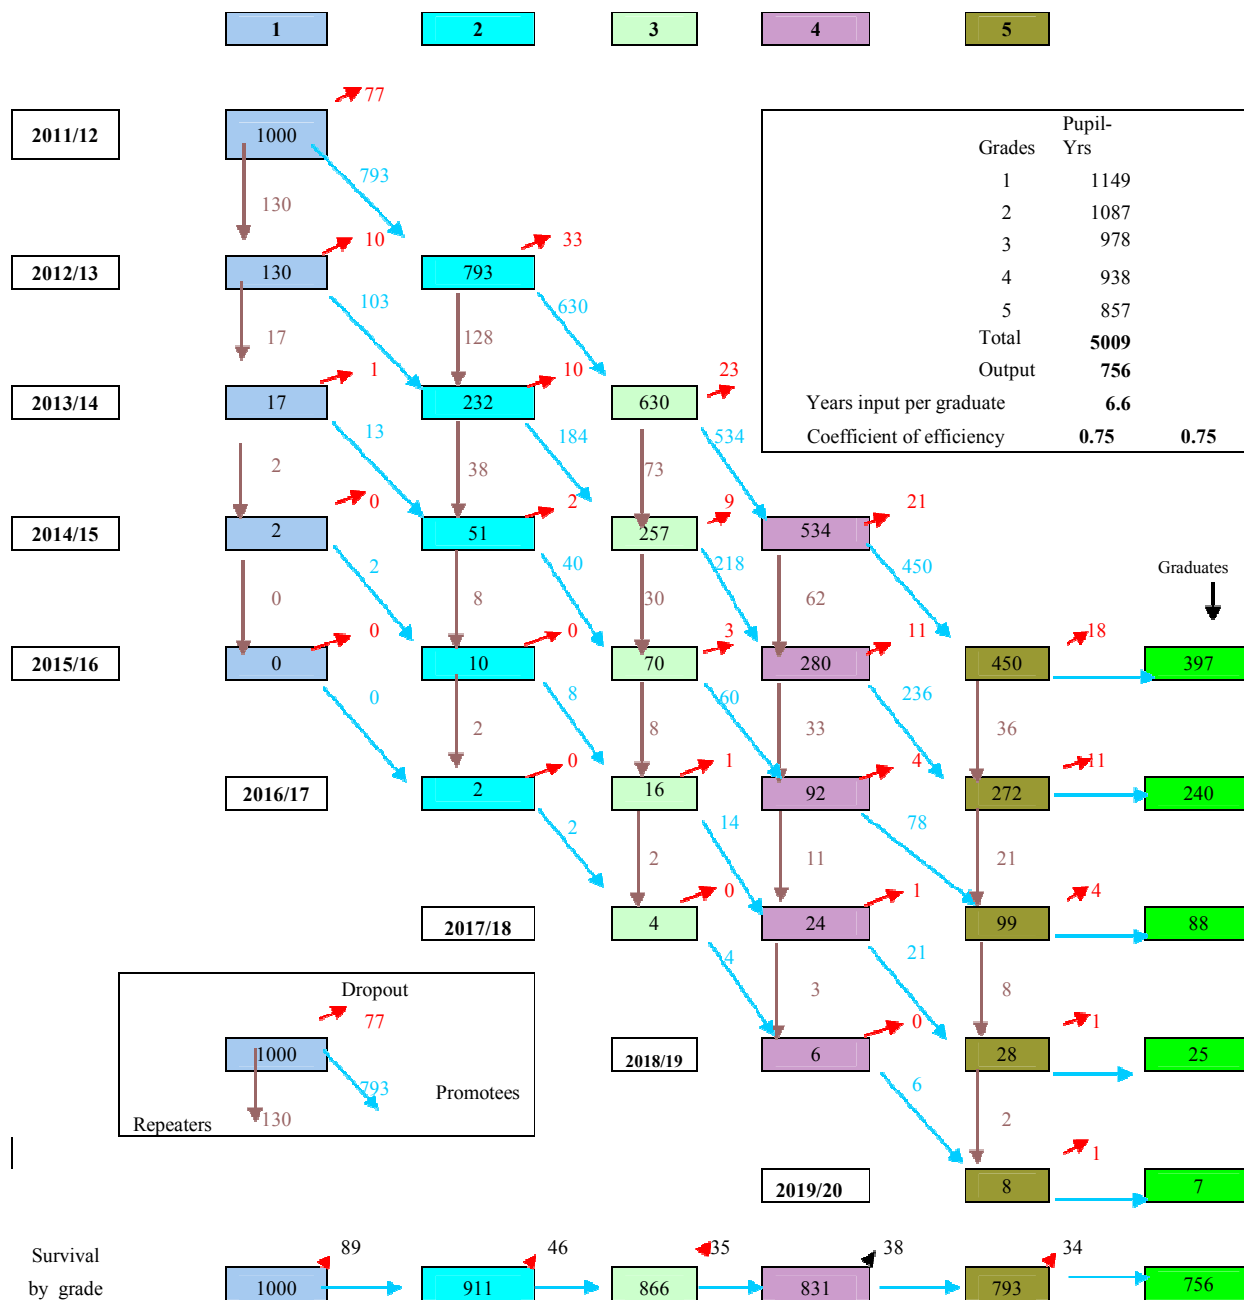 1 2 3 4 5
77
2011/12 1000
793
130
Pupil-
Grades Yrs
1 1149
2 1087
3 978
4 938
5 857
Total 5009
Output 756
Years input per graduate 6.6
Coefficient of efficiency 0.75 0.75
10 33
2012/13 130 793
103 630
17 128
1 10 23
2013/14 17 232 630
13 184 534
2 38 73
0 2 9 21
2014/15 2 51 257 534
2 40 218 450
0 8 30 62
Graduates
0 0 3 11 18
2015/16 0 10 70 280 450 397
0 8 60 236
2 8 33 36
0 1 4 11
2016/17 2 16 92 272 240
2 14 78
2 11 21
0 1 4
2017/18 4 24 99 88
4 21
3 8
0 1
2018/19 6 28 25
6
2
1
2019/20 8 7
Dropout
77
1000
793
Promotees
Repeaters 130
89 46 35 38 34
Survival
by grade 1000 911 866 831 793 756